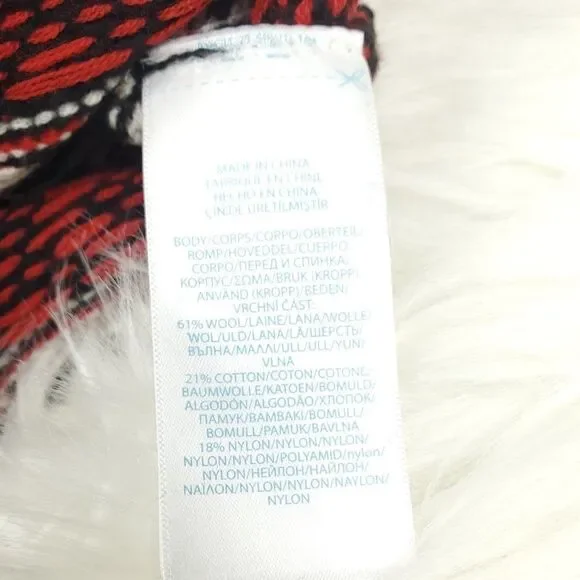 MADE IN CHINA
FABRIQUÉ EN CHINE
HECHO EN CHINA
ÇİN'DE ÜRETİLMİŞTİR
BODY/CORPS/CORPO/OBERTEIL/
ROMP/HOVEDDEL/CUERPO
CORPO/ПЕРЕД И СПИНКА/
КОРПУС/ΣΩΜΑ/BRUK (KROPP)
ANVÄND (KROPP)/BEDEN/
VRCHNÍ ČÁST:
61% WOOL/LAINE/LANA/WOLLE/
WOL/ULD/LANA/LÃ/ШЕРСТЬ/
ВЪЛНА/ΜΑΛΛΙ/ULL/ULL/YUN/
VLNA
21% COTTON/COTON/COTONE/
BAUMWOLLE/KATOEN/BOMULD/
ALGODÓN/ALGODÃO/ХЛОПОК/
ПАМУК/ΒΑΜΒΑΚΙ/BOMULL/
BOMULL/PAMUK/BAVLNA
18% NYLON/NYLON/NYLON/
NYLON/NYLON/POLYAMID/nylon/
NYLON/НЕЙЛОН/НАЙЛОН/
ΝΑΪΛΟΝ/NYLON/NYLON/NAYLON/
NYLON